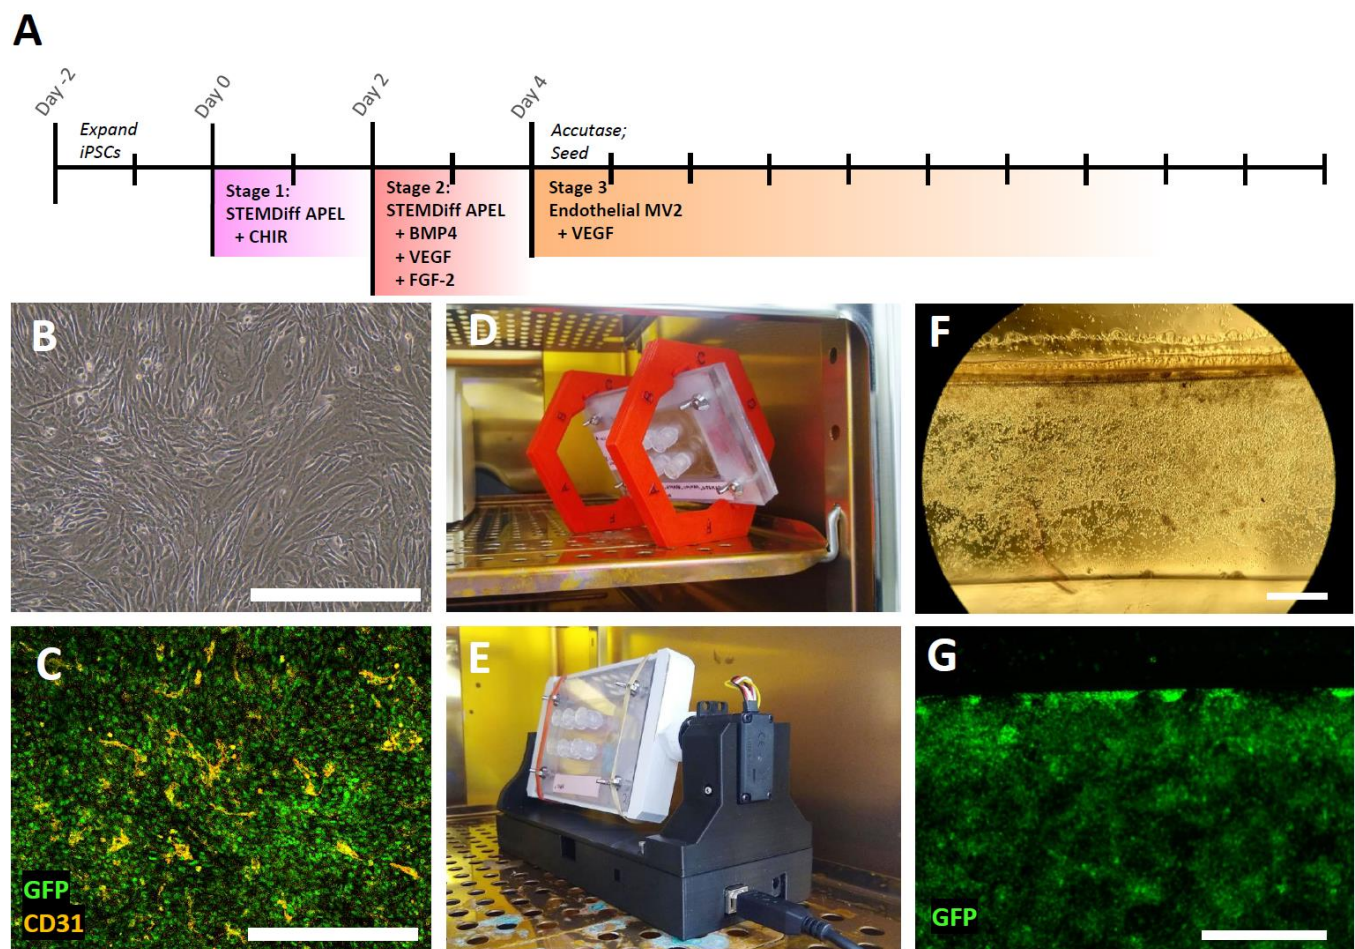 A
Day -2
Day 0
Day 2
Day 4
Expand
iPSCs
Accutase;
Seed
Stage 1:
STEMDiff APEL
+ CHIR
Stage 2:
STEMDiff APEL
+ BMP4
+ VEGF
+ FGF-2
Stage 3
Endothelial MV2
+ VEGF
B
D
F
C
GFP
CD31
E
G
GFP